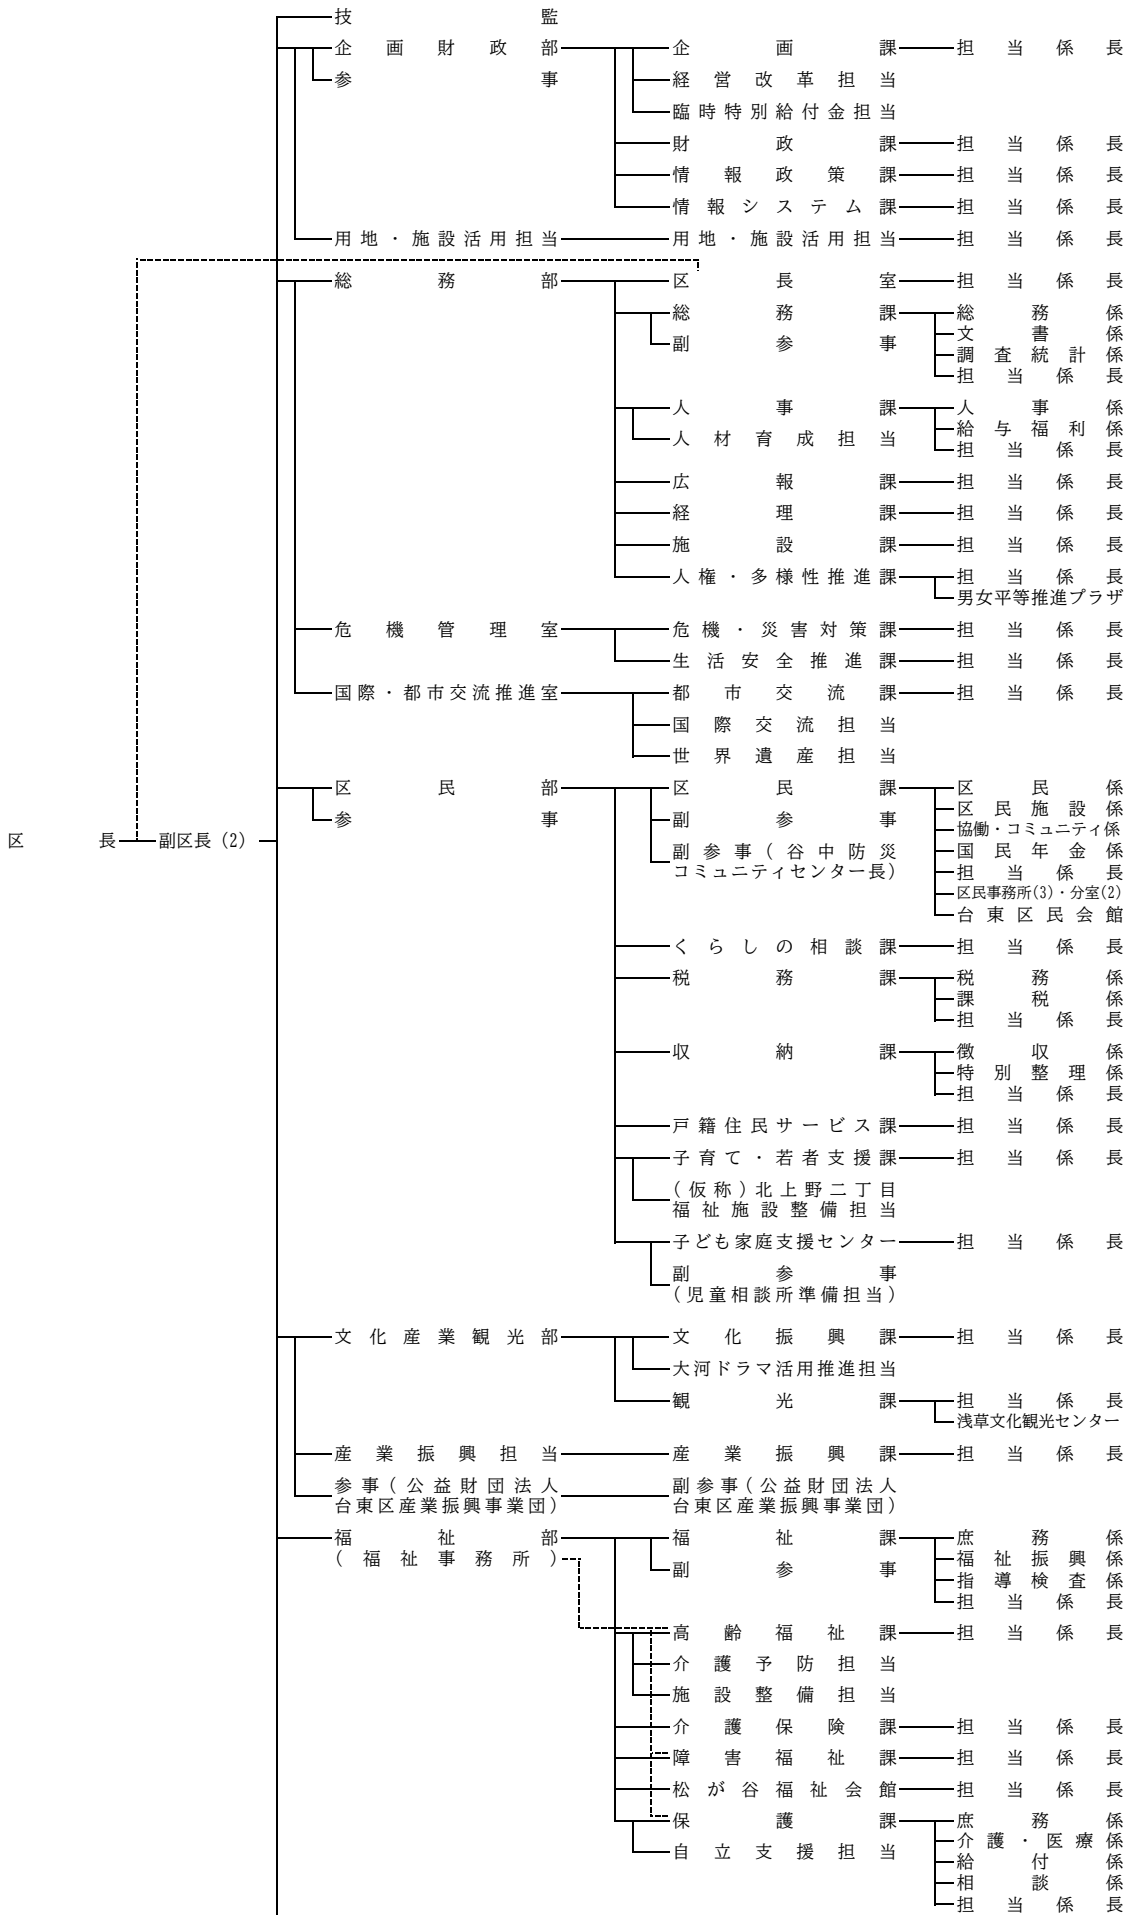 技監
企画財政部 企画課 担当係長
参事 経営改革担当
臨時特別給付金担当
財政課 担当係長
情報政策課 担当係長
情報システム課 担当係長
用地・施設活用担当 用地・施設活用担当 担当係長
総務部 区長室 担当係長
総務課 総務係
文書係
副参事
調査統計係
担当係長
人事課 人事係
給与福利係
人材育成担当
担当係長
広報課 担当係長
経理課 担当係長
施設課 担当係長
人権・多様性推進課 担当係長
男女平等推進プラザ
危機管理室 危機・災害対策課 担当係長
生活安全推進課 担当係長
国際・都市交流推進室 都市交流課 担当係長
国際交流担当
世界遺産担当
区民部 区民課 区民係
区民施設係
参事 副参事
協働・コミュニティ係
区長 副区長(2)
副参事(谷中防災 国民年金係
コミュニティセンター長) 担当係長
区民事務所(3)・分室(2)
台東区民会館
くらしの相談課 担当係長
税務課 税務係
課税係
担当係長
収納課 徴収係
特別整理係
担当係長
戸籍住民サービス課 担当係長
子育て・若者支援課 担当係長
(仮称)北上野二丁目
福祉施設整備担当
子ども家庭支援センター 担当係長
副参事
(児童相談所準備担当)
文化産業観光部 文化振興課 担当係長
大河ドラマ活用推進担当
観光課 担当係長
浅草文化観光センター
産業振興担当 産業振興課 担当係長
参事(公益財団法人 副参事(公益財団法人
台東区産業振興事業団) 台東区産業振興事業団)
福祉部 福祉課 庶務係
(福祉事務所) 福祉振興係
副参事
指導検査係
担当係長
高齢福祉課 担当係長
介護予防担当
施設整備担当
介護保険課 担当係長
障害福祉課 担当係長
松が谷福祉会館 担当係長
保護課 庶務係
介護・医療係
自立支援担当
給付係
相談係
担当係長